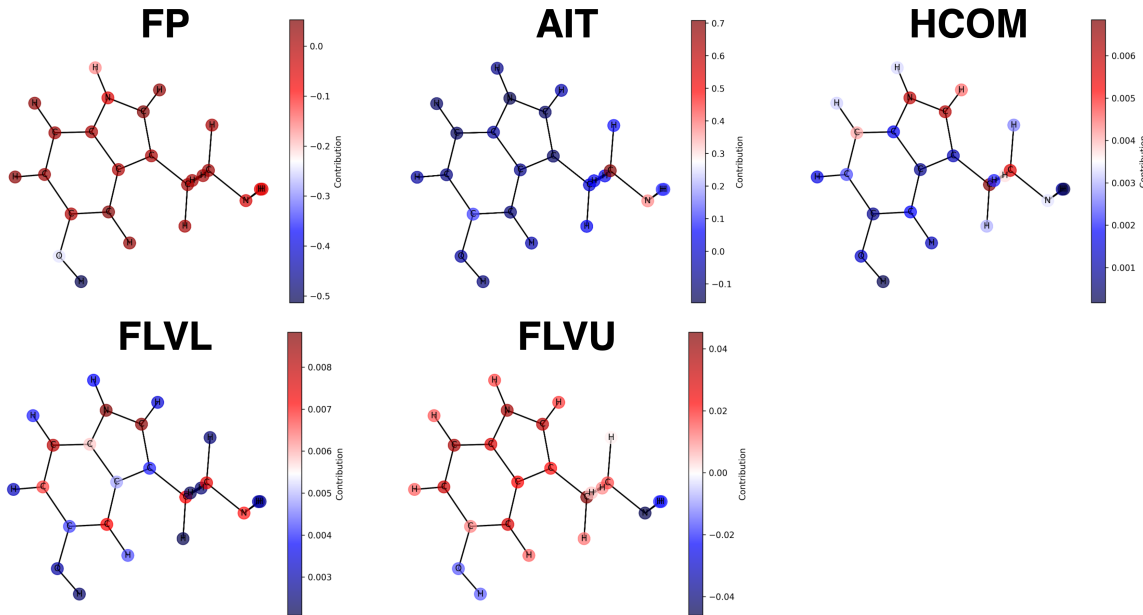 FP
0.0
−0.1
−0.2
−0.3
−0.4
−0.5
Contribution
H
N
H
C
H
C
C
H
C
C
C
H
C
C
N
H
O
H
H
AIT
0.7
0.6
0.5
0.4
0.3
0.2
0.1
0.0
−0.1
Contribution
H
N
H
C
H
C
C
H
C
C
C
H
C
C
N
H
O
H
H
HCOM
0.006
0.005
0.004
0.003
0.002
0.001
Contribution
H
N
H
C
H
C
C
H
C
C
C
H
C
C
N
H
O
H
H
FLVL
0.008
0.007
0.006
0.005
0.004
0.003
Contribution
H
N
H
C
H
C
C
H
C
C
C
H
C
C
N
H
O
H
H
FLVU
0.04
0.02
0.00
−0.02
−0.04
Contribution
H
N
H
C
H
C
C
H
C
C
C
H
C
C
N
H
O
H
H